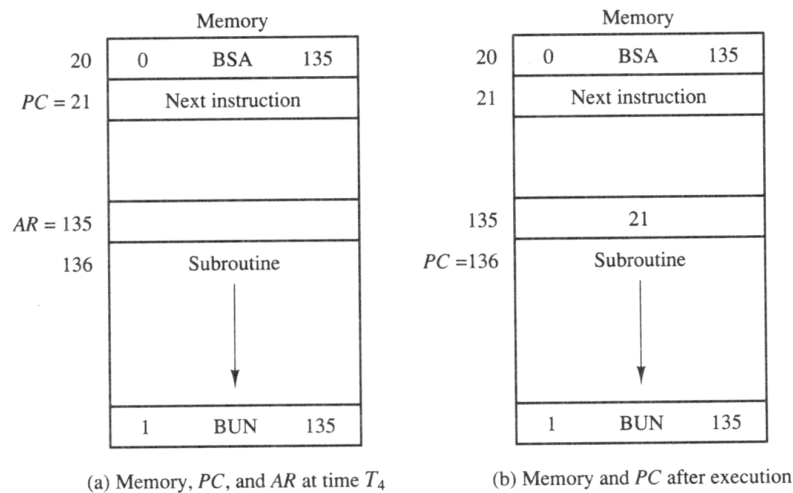 Memory
20 0 BSA 135
PC = 21 Next instruction
AR = 135
136 Subroutine
1 BUN 135
(a) Memory, PC, and AR at time T4
Memory
20 0 BSA 135
21 Next instruction
135 21
PC =136 Subroutine
1 BUN 135
(b) Memory and PC after execution